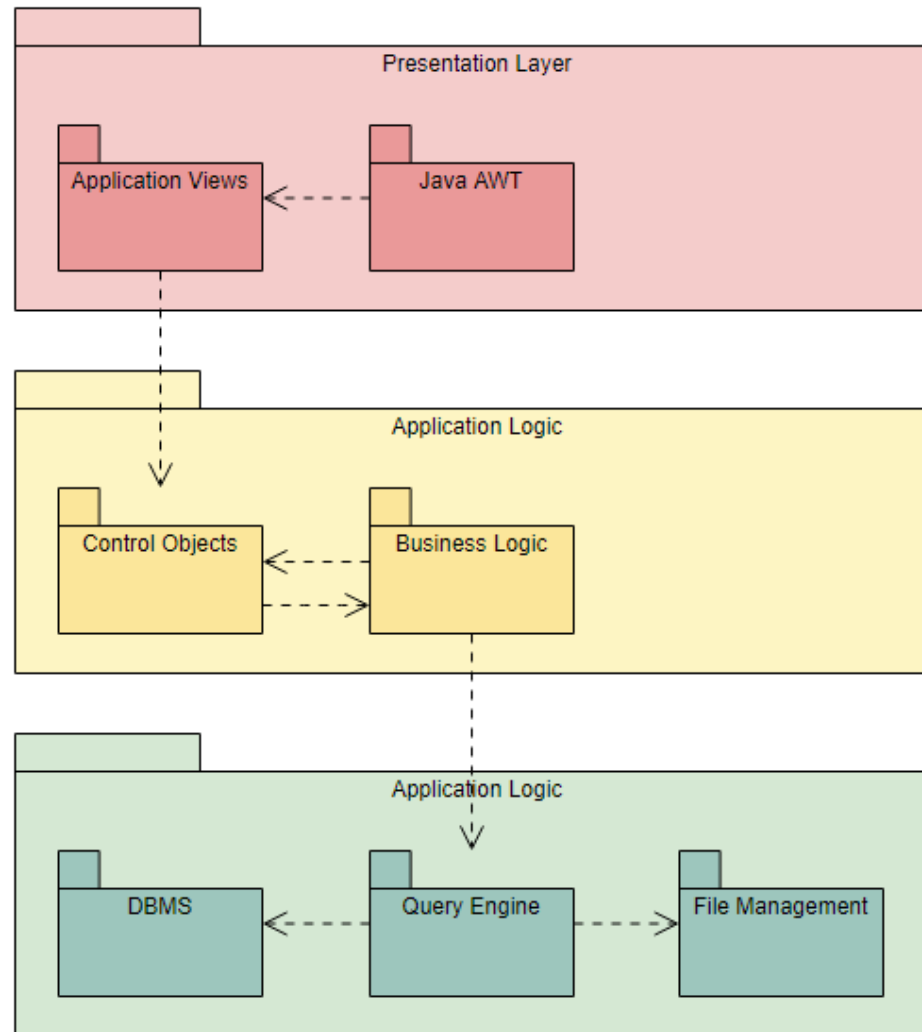 Presentation Layer
Application Views
Java AWT
Application Logic
Control Objects
Business Logic
Application Logic
DBMS
Query Engine
File Management